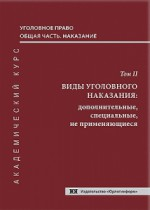 АКАДЕМИЧЕСКИЙ КУРС
УГОЛОВНОЕ ПРАВО
ОБЩАЯ ЧАСТЬ. НАКАЗАНИЕ
Том II
ВИДЫ УГОЛОВНОГО
НАКАЗАНИЯ:
дополнительные,
специальные,
не применяющиеся
Издательство «Юрлитинформ»